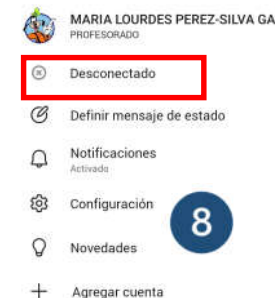 MARIA LOURDES PEREZ-SILVA GA
PROFESORADO
Desconectado
Definir mensaje de estado
Notificaciones
Activado
Configuración
8
Novedades
Agregar cuenta